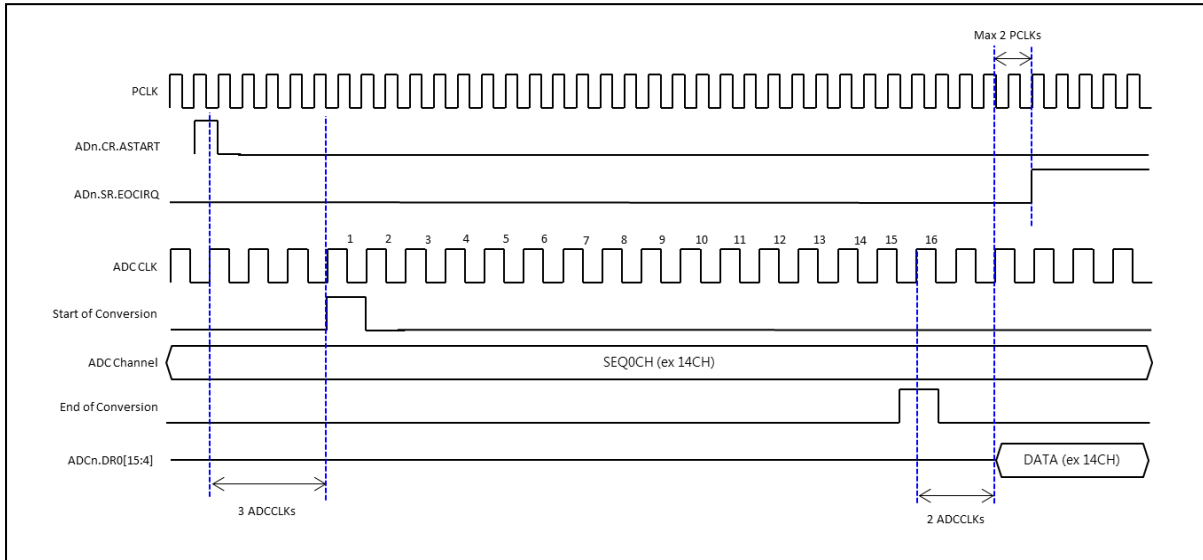 Max 2 PCLKs
PCLK
ADn.CR.ASTART
ADn.SR.EOCIRQ
1 2 3 4 5 6 7 8 9 10 11 12 13 14 15 16
ADC CLK
Start of Conversion
ADC Channel
SEQ0CH (ex 14CH)
End of Conversion
ADCn.DR0[15:4]
DATA (ex 14CH)
3 ADCCLKs
2 ADCCLKs